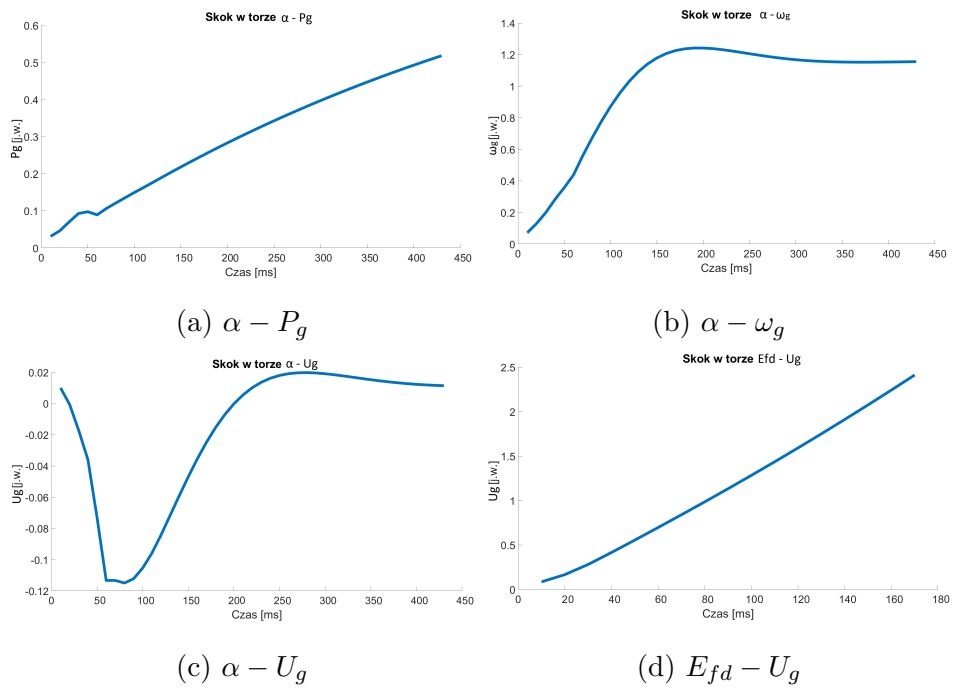 Skok w torze α - Pg
0.6
0.5
0.4
0.3
0.2
0.1
0
Pg[j.w.]
0 50 100 150 200 250 300 350 400 450
Czas [ms]
(a) α − P_g
Skok w torze α - ωg
1.4
1.2
1
0.8
0.6
0.4
0.2
0
ωg[j.w.]
0 50 100 150 200 250 300 350 400 450
Czas [ms]
(b) α − ω_g
Skok w torze α - Ug
0.02
0
-0.02
-0.04
-0.06
-0.08
-0.1
-0.12
Ug[j.w.]
0 50 100 150 200 250 300 350 400 450
Czas [ms]
(c) α − U_g
Skok w torze Efd - Ug
2.5
2
1.5
1
0.5
0
Ug[j.w.]
0 20 40 60 80 100 120 140 160 180
Czas [ms]
(d) E_{fd} − U_g